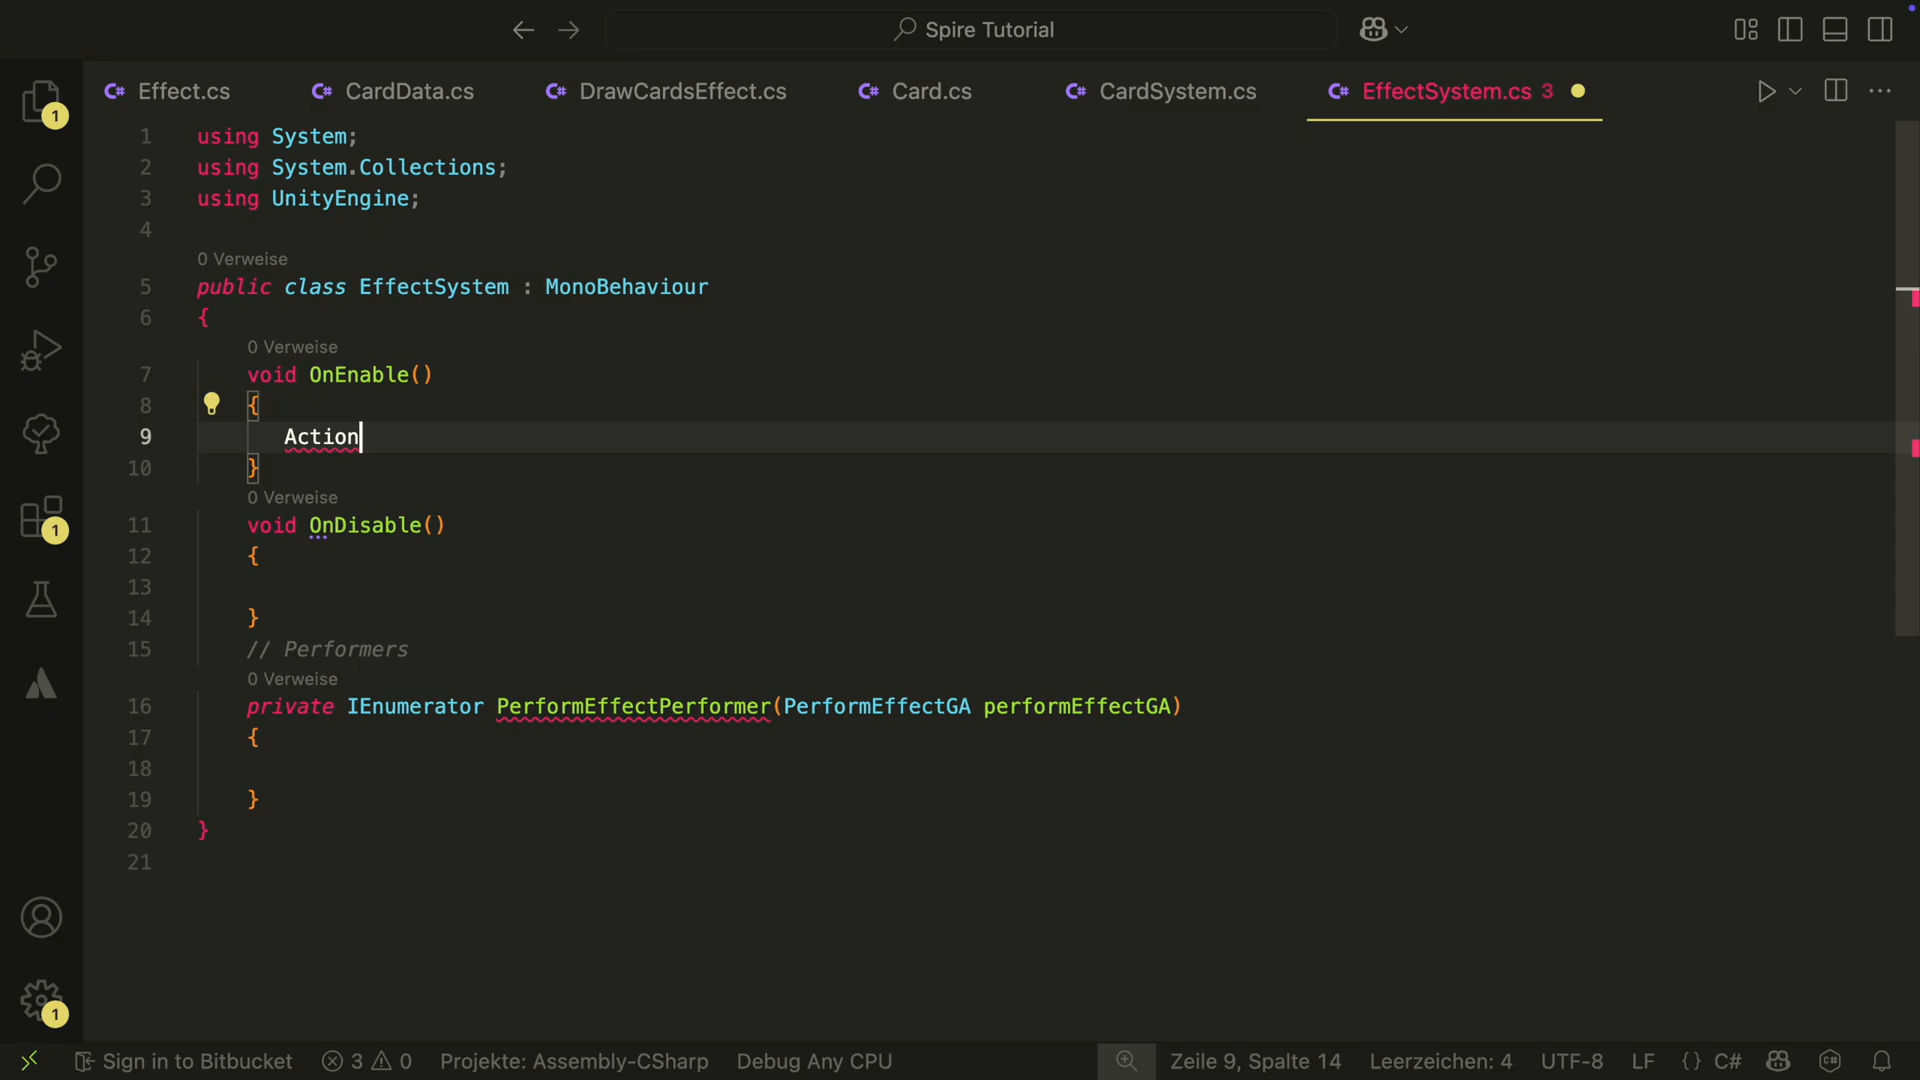 Spire Tutorial
Effect.cs CardData.cs DrawCardsEffect.cs Card.cs CardSystem.cs EffectSystem.cs 3
1 using System;
2 using System.Collections;
3 using UnityEngine;
4
0 Verweise
5 public class EffectSystem : MonoBehaviour
6 {
0 Verweise
7 void OnEnable()
8 {
9 Action
10 }
0 Verweise
11 void OnDisable()
12 {
13
14 }
15 // Performers
0 Verweise
16 private IEnumerator PerformEffectPerformer(PerformEffectGA performEffectGA)
17 {
18
19 }
20 }
21
1
1
1
Sign in to Bitbucket 3 0 Projekte: Assembly-CSharp Debug Any CPU Zeile 9, Spalte 14 Leerzeichen: 4 UTF-8 LF {} C#